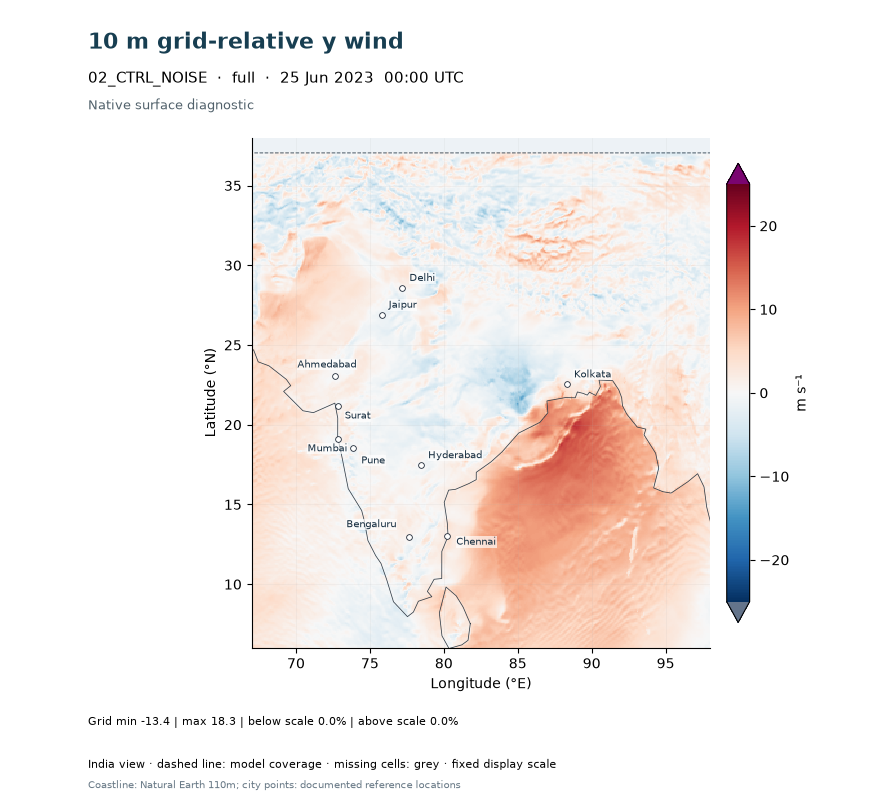 10 m grid-relative y wind
02_CTRL_NOISE · full · 25 Jun 2023 00:00 UTC
Native surface diagnostic
35
30
25
20
15
10
Latitude (°N)
Delhi
Jaipur
Ahmedabad
Kolkata
Surat
Mumbai
Pune
Hyderabad
Bengaluru
Chennai
70
75
80
85
90
95
Longitude (°E)
20
10
0
−10
−20
m s⁻¹
Grid min -13.4 | max 18.3 | below scale 0.0% | above scale 0.0%
India view · dashed line: model coverage · missing cells: grey · fixed display scale
Coastline: Natural Earth 110m; city points: documented reference locations